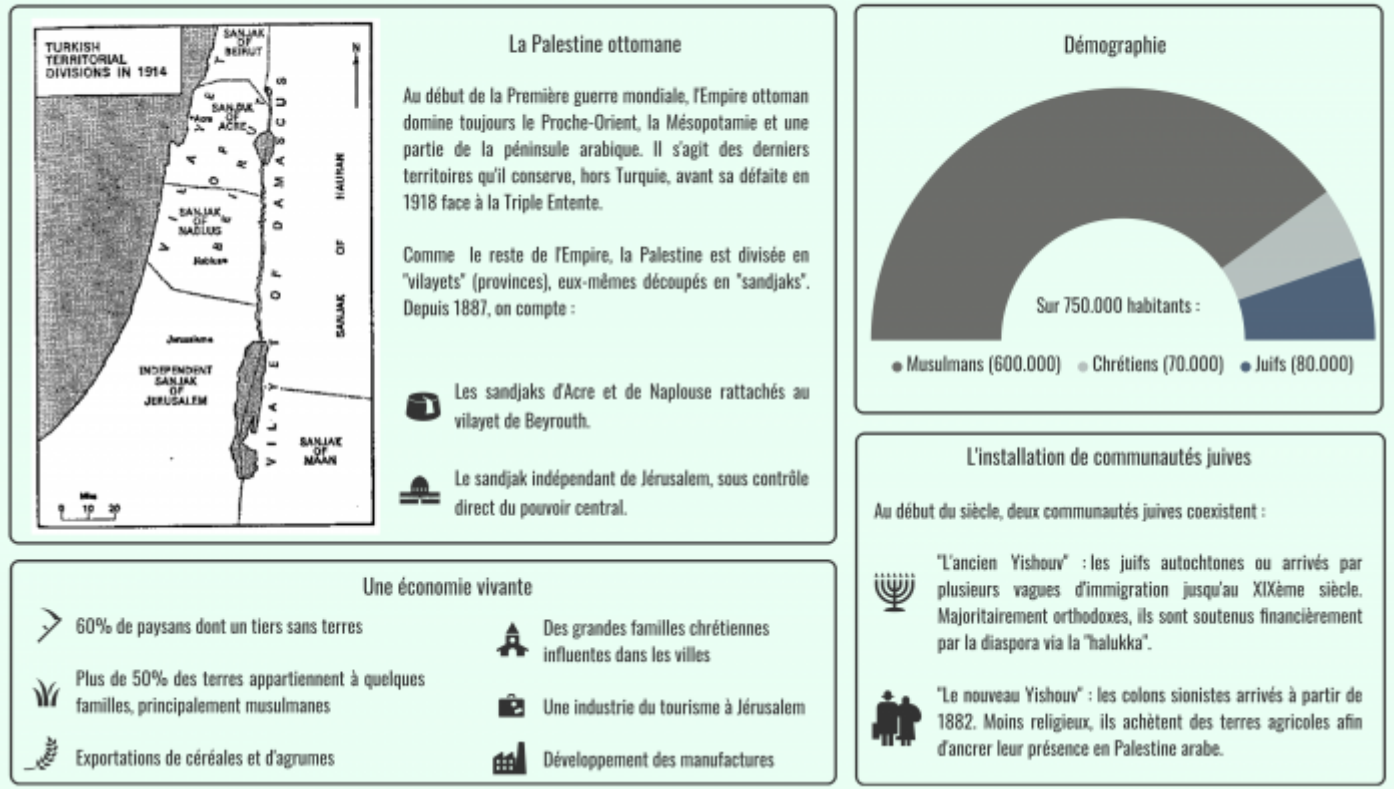 TURKISH
TERRITORIAL
DIVISIONS IN 1914
SANJAK
OF
BEIRUT
N
SANJAK
OF
ACRE
Acre
VILAYET OF BEIRUT
SANJAK
OF
NABLUS
Nablus
Jerusalem
INDEPENDENT
SANJAK
OF
JERUSALEM
VILAYET OF DAMASCUS
SANJAK OF HAURAN
SANJAK
OF
MAAN
Miles
0 10 20
La Palestine ottomane
Au début de la Première guerre mondiale, l'Empire ottoman
domine toujours le Proche-Orient, la Mésopotamie et une
partie de la péninsule arabique. Il s'agit des derniers
territoires qu'il conserve, hors Turquie, avant sa défaite en
1918 face à la Triple Entente.
Comme le reste de l'Empire, la Palestine est divisée en
"vilayets" (provinces), eux-mêmes découpés en "sandjaks".
Depuis 1887, on compte :
Les sandjaks d'Acre et de Naplouse rattachés au
vilayet de Beyrouth.
Le sandjak indépendant de Jérusalem, sous contrôle
direct du pouvoir central.
Démographie
Sur 750.000 habitants :
Musulmans (600.000) Chrétiens (70.000) Juifs (80.000)
Une économie vivante
60% de paysans dont un tiers sans terres
Plus de 50% des terres appartiennent à quelques
familles, principalement musulmanes
Exportations de céréales et d'agrumes
Des grandes familles chrétiennes
influentes dans les villes
Une industrie du tourisme à Jérusalem
Développement des manufactures
L'installation de communautés juives
Au début du siècle, deux communautés juives coexistent :
"L'ancien Yishouv" : les juifs autochtones ou arrivés par
plusieurs vagues d'immigration jusqu'au XIXème siècle.
Majoritairement orthodoxes, ils sont soutenus financièrement
par la diaspora via la "halukka".
"Le nouveau Yishouv" : les colons sionistes arrivés à partir de
1882. Moins religieux, ils achètent des terres agricoles afin
d'ancrer leur présence en Palestine arabe.